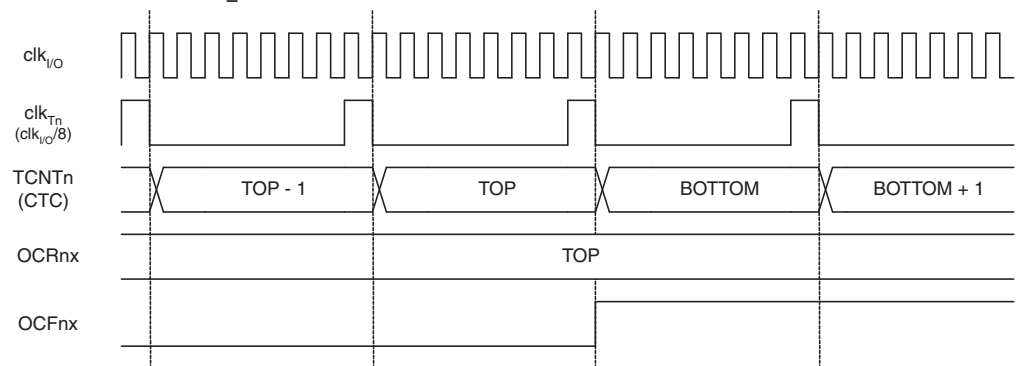 clkI/O
clkTn
(clkI/O/8)
TCNTn
(CTC)
TOP - 1
TOP
BOTTOM
BOTTOM + 1
OCRnx
TOP
OCFnx